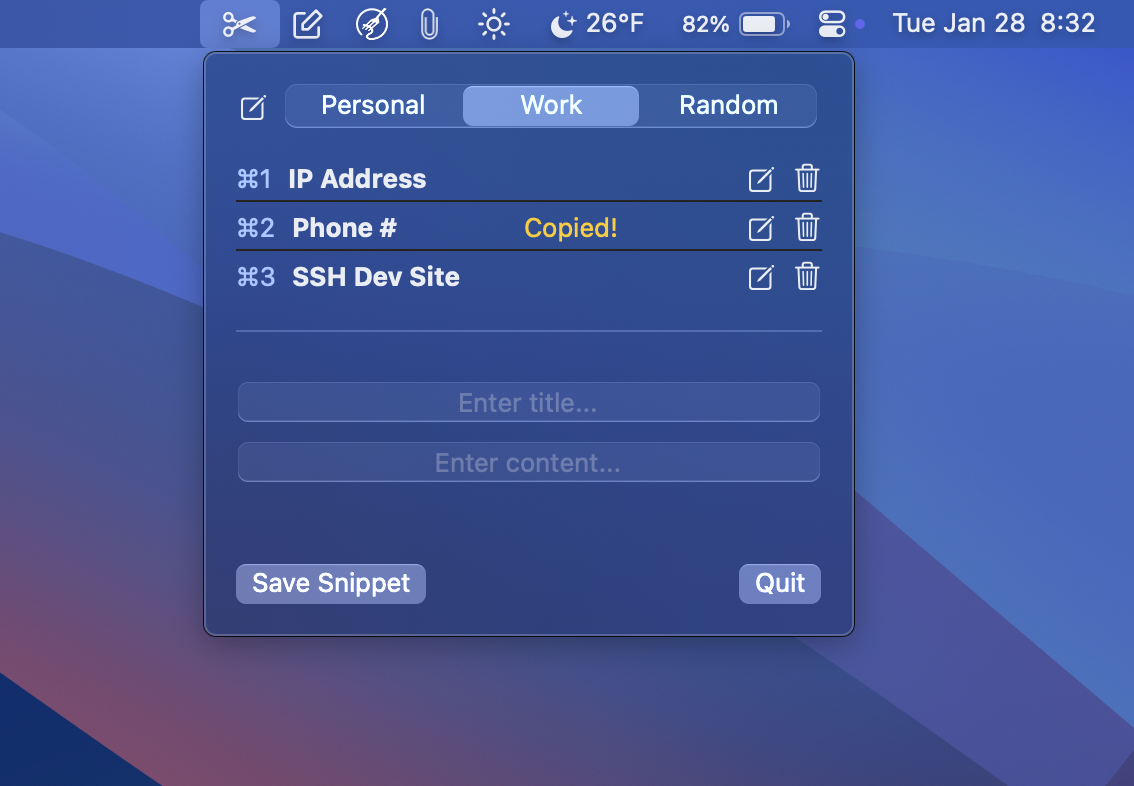 26°F 82% Tue Jan 28 8:32
Personal Work Random
⌘1 IP Address
⌘2 Phone # Copied!
⌘3 SSH Dev Site
Enter title...
Enter content...
Save Snippet Quit